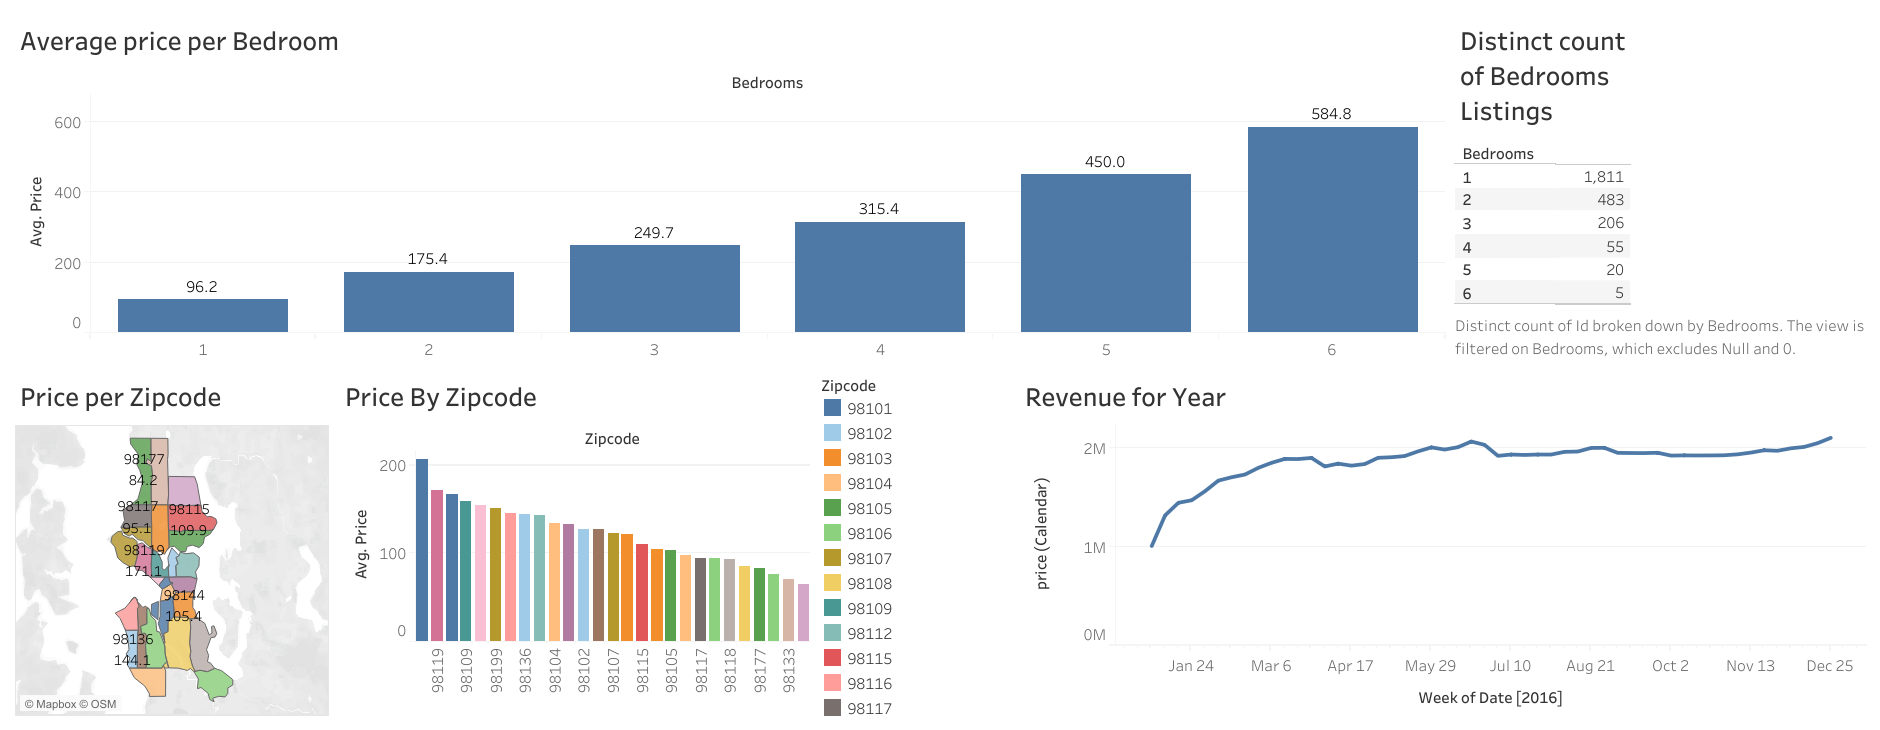 Average price per Bedroom
Bedrooms
Avg. Price
600
400
200
0
96.2
175.4
249.7
315.4
450.0
584.8
1
2
3
4
5
6
Distinct count
of Bedrooms
Listings
Bedrooms
1 1,811
2 483
3 206
4 55
5 20
6 5
Distinct count of Id broken down by Bedrooms. The view is
filtered on Bedrooms, which excludes Null and 0.
Price per Zipcode
98177
84.2
98117
95.1
98115
109.9
98119
171.1
98144
105.4
98136
144.1
© Mapbox © OSM
Price By Zipcode
Zipcode
Avg. Price
200
100
0
98119
98109
98199
98136
98104
98102
98107
98115
98105
98117
98118
98177
98133
Zipcode
98101
98102
98103
98104
98105
98106
98107
98108
98109
98112
98115
98116
98117
Revenue for Year
price (Calendar)
2M
1M
0M
Jan 24
Mar 6
Apr 17
May 29
Jul 10
Aug 21
Oct 2
Nov 13
Dec 25
Week of Date [2016]